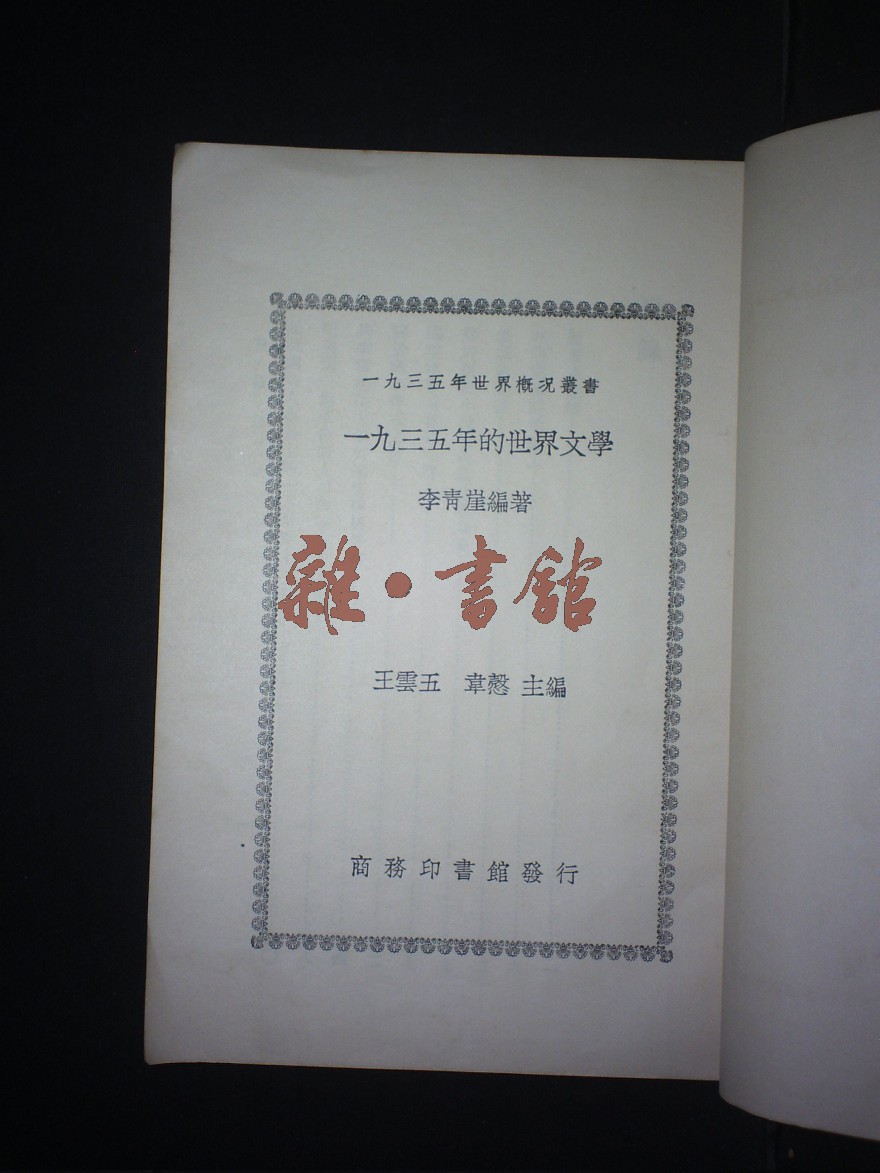 一九三五年世界概况叢書
一九三五年的世界文學
李青崖編著
雜·書館
王雲五 韋慤 主編
商務印書館發行